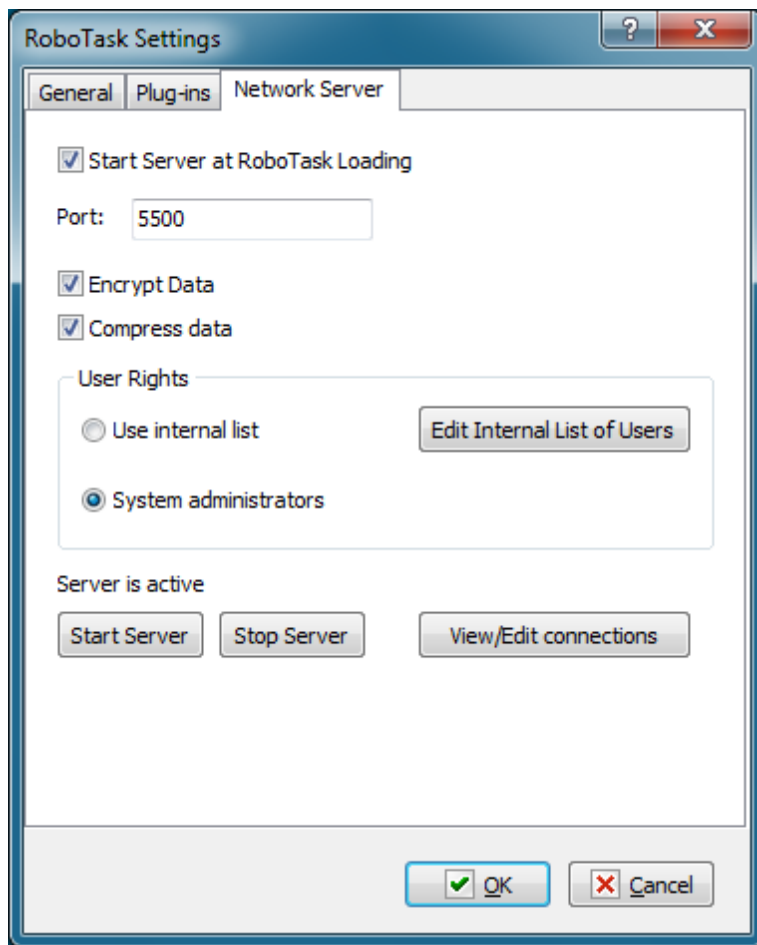 RoboTask Settings
?
X
General Plug-ins Network Server
Start Server at RoboTask Loading
Port: 5500
Encrypt Data
Compress data
User Rights
Use internal list Edit Internal List of Users
System administrators
Server is active
Start Server Stop Server View/Edit connections
OK Cancel